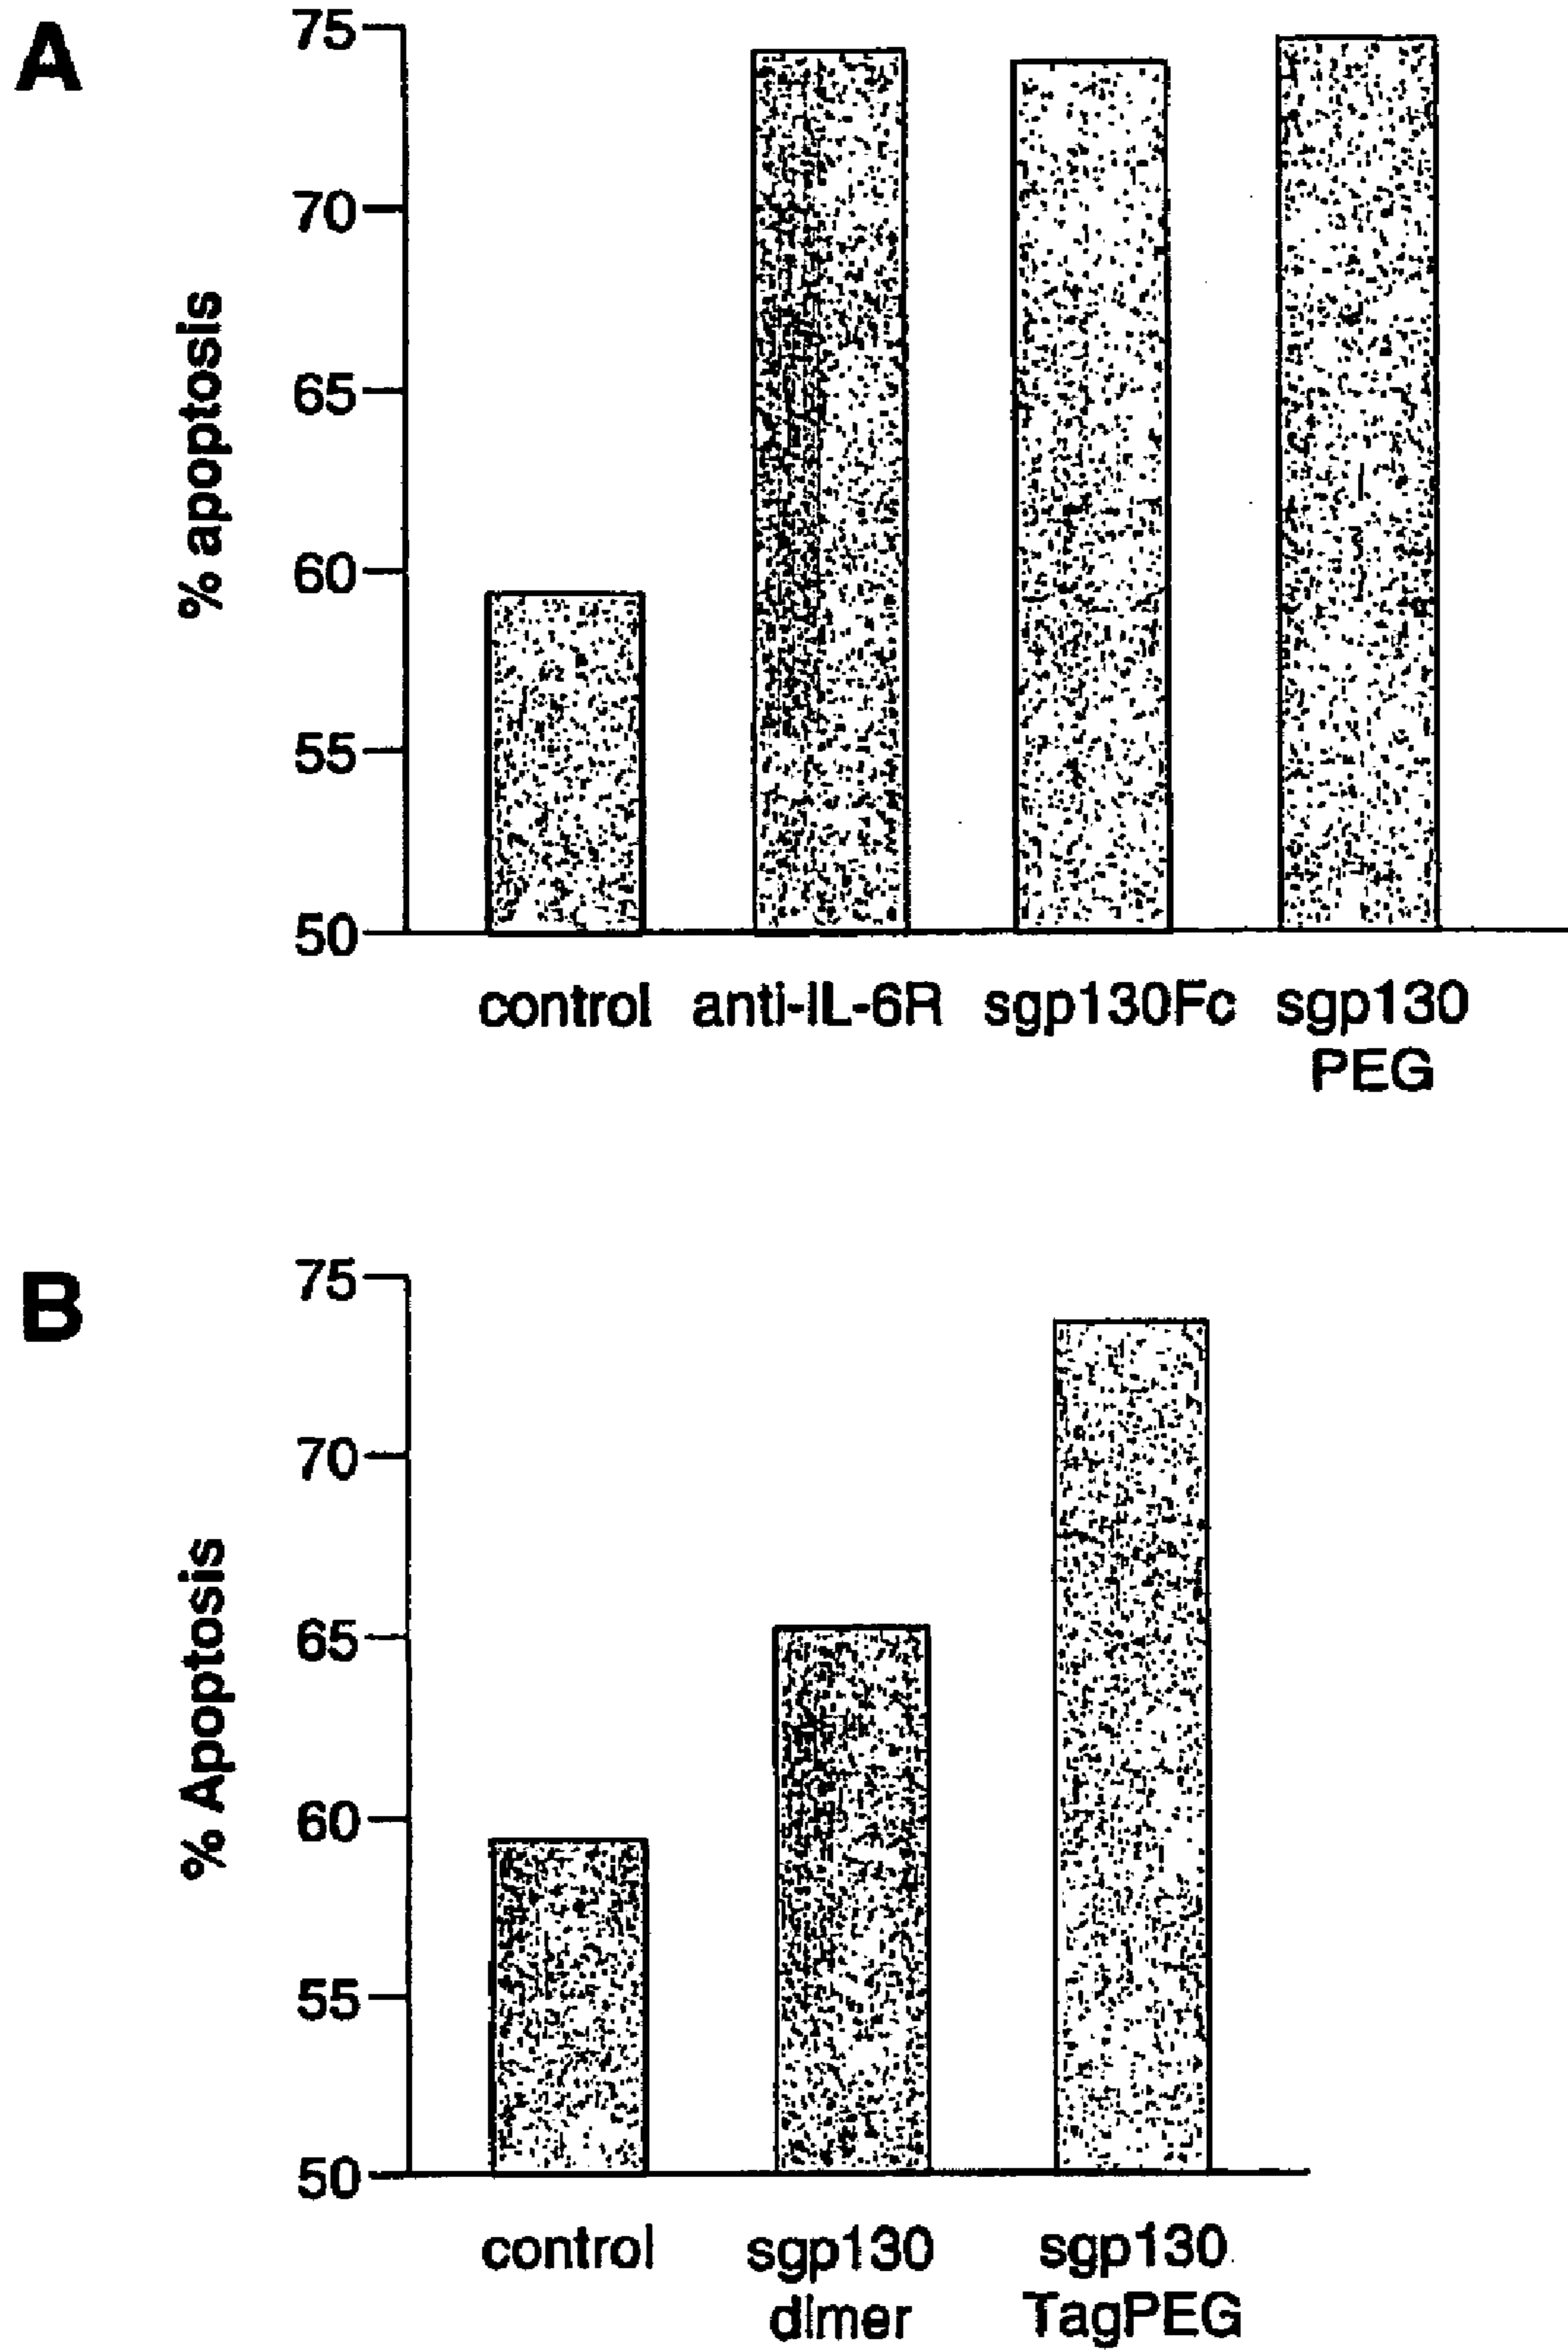 A
75
70
65
60
55
50
% apoptosis
control anti-IL-6R sgp130Fc sgp130
PEG
B
75
70
65
60
55
50
% Apoptosis
control sgp130 sgp130
dimer TagPEG